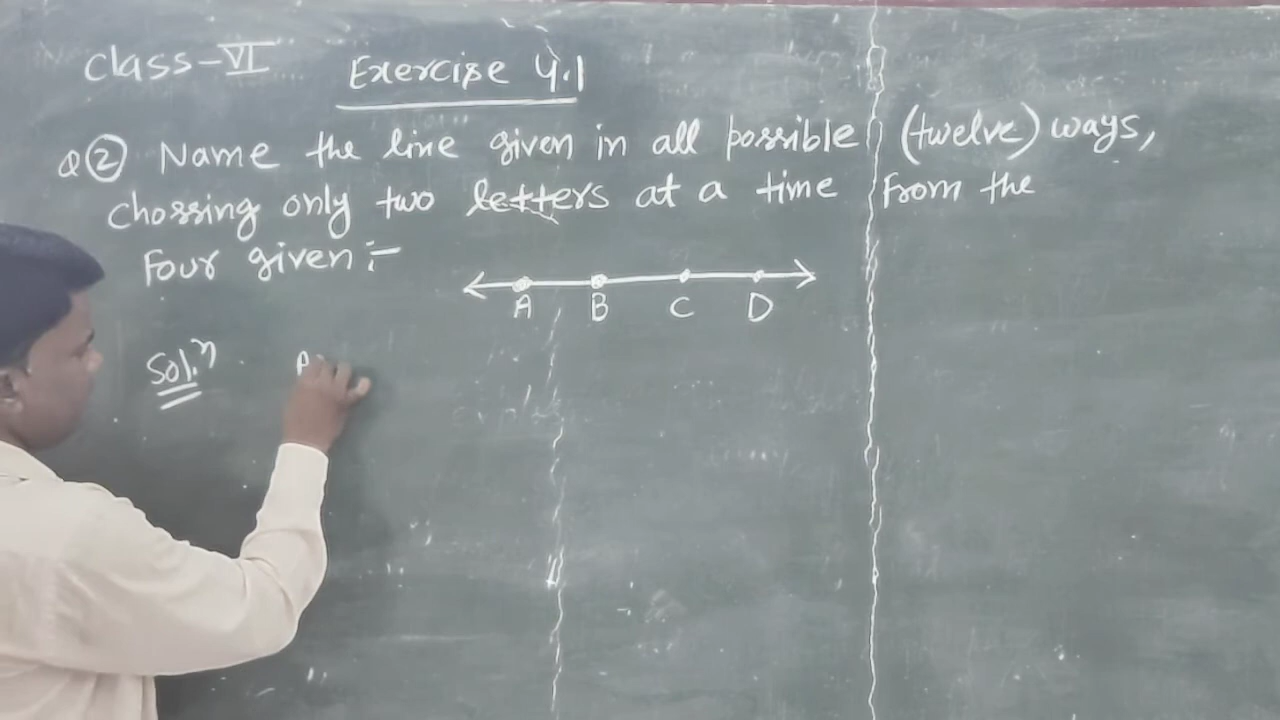 Class-VI Exercise 4.1
Q② Name the line given in all possible (twelve) ways,
Chossing only two letters at a time From the
Four given :-
A B C D
Sol.n